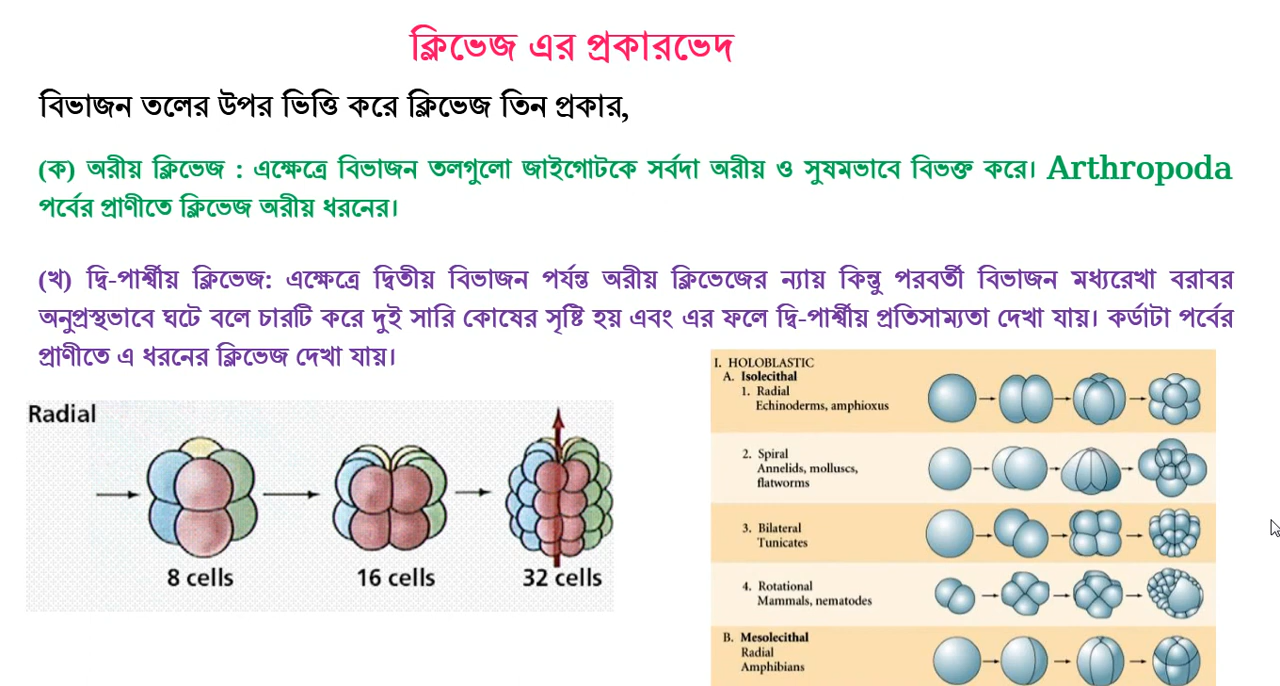 ক্লিভেজ এর প্রকারভেদ
বিভাজন তলের উপর ভিত্তি করে ক্লিভেজ তিন প্রকার,
(ক) অরীয় ক্লিভেজ : এক্ষেত্রে বিভাজন তলগুলো জাইগোটকে সর্বদা অরীয় ও সুষমভাবে বিভক্ত করে। Arthropoda
পর্বের প্রাণীতে ক্লিভেজ অরীয় ধরনের।
(খ) দ্বি-পার্শ্বীয় ক্লিভেজ: এক্ষেত্রে দ্বিতীয় বিভাজন পর্যন্ত অরীয় ক্লিভেজের ন্যায় কিন্তু পরবর্তী বিভাজন মধ্যরেখা বরাবর
অনুপ্রস্থভাবে ঘটে বলে চারটি করে দুই সারি কোষের সৃষ্টি হয় এবং এর ফলে দ্বি-পার্শ্বীয় প্রতিসাম্যতা দেখা যায়। কর্ডাটা পর্বের
প্রাণীতে এ ধরনের ক্লিভেজ দেখা যায়।
Radial
8 cells
16 cells
32 cells
I. HOLOBLASTIC
A. Isolecithal
1. Radial
Echinoderms, amphioxus
2. Spiral
Annelids, molluscs,
flatworms
3. Bilateral
Tunicates
4. Rotational
Mammals, nematodes
B. Mesolecithal
Radial
Amphibians